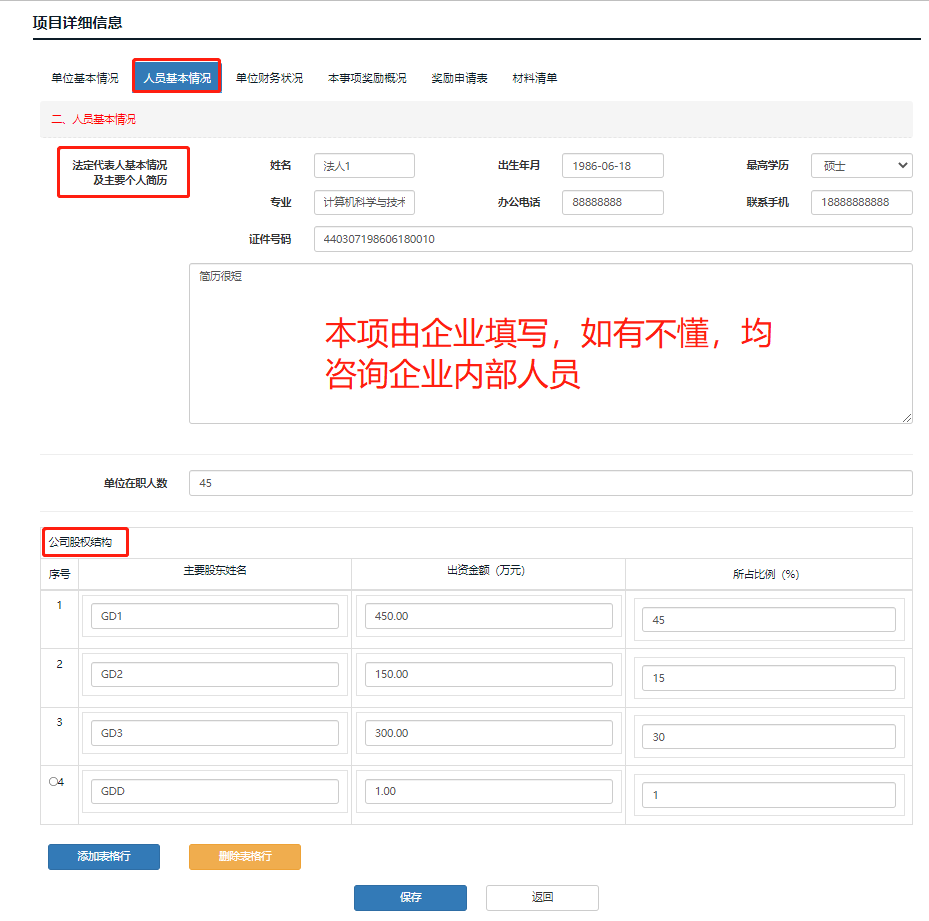 项目详细信息
单位基本情况 人员基本情况 单位财务状况 本事项奖励概况 奖励申请表 材料清单
二、人员基本情况
法定代表人基本情况
及主要个人简历
姓名 法人1 出生年月 1986-06-18 最高学历 硕士
专业 计算机科学与技术 办公电话 88888888 联系手机 18888888888
证件号码 440307198606180010
简历很短
本项由企业填写，如有不懂，均
咨询企业内部人员
单位在职人数 45
公司股权结构
序号 主要股东姓名 出资金额（万元） 所占比例（%）
1 GD1 450.00 45
2 GD2 150.00 15
3 GD3 300.00 30
4 GDD 1.00 1
添加表格行 删除表格行
保存 返回